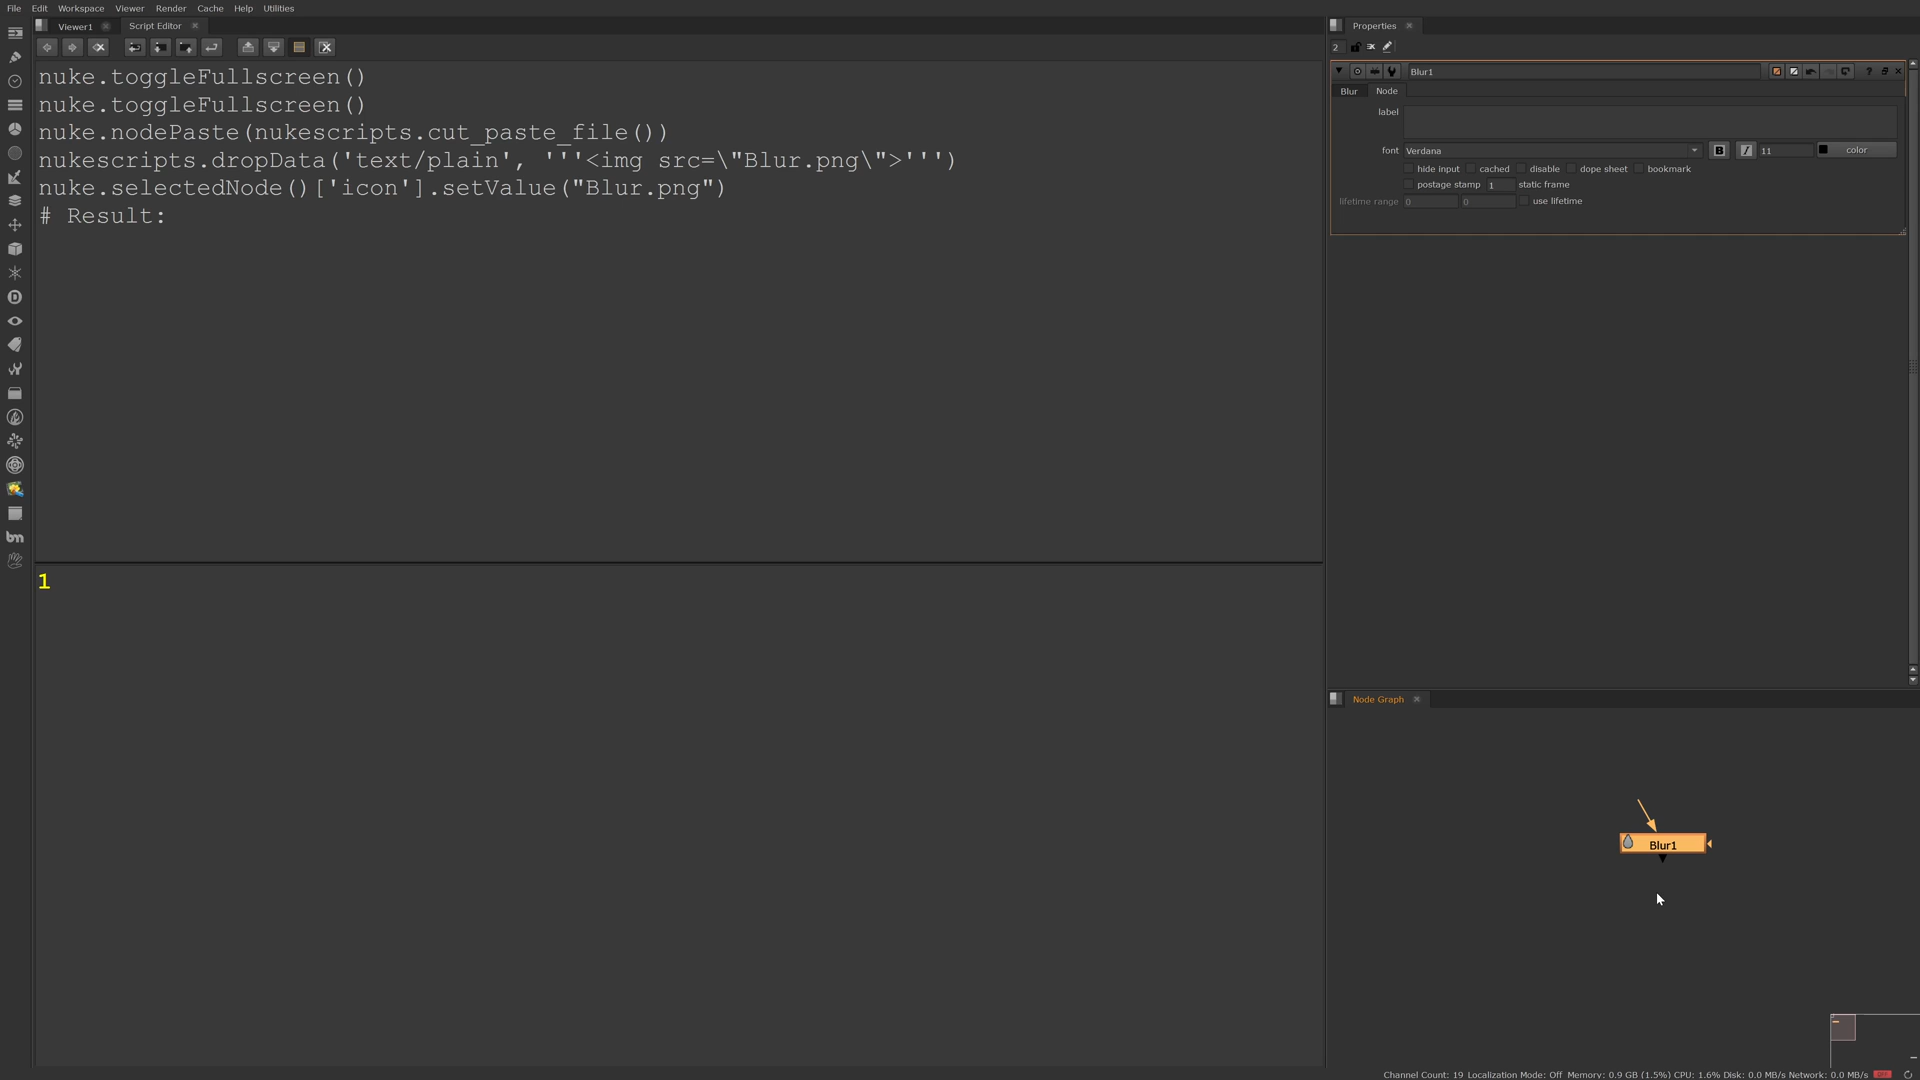 File Edit Workspace Viewer Render Cache Help Utilities
Viewer1 Script Editor
nuke.toggleFullscreen()
nuke.toggleFullscreen()
nuke.nodePaste(nukescripts.cut_paste_file())
nukescripts.dropData('text/plain', '''<img src=\"Blur.png\">''')
nuke.selectedNode()['icon'].setValue("Blur.png")
# Result:
1
bm
Properties
2
Blur1
?
Blur Node
label
font Verdana B I 11 color
hide input cached disable dope sheet bookmark
postage stamp 1 static frame
lifetime range 0 0 use lifetime
Node Graph
Blur1
Channel Count: 19 Localization Mode: Off Memory: 0.9 GB (1.5%) CPU: 1.6% Disk: 0.0 MB/s Network: 0.0 MB/s